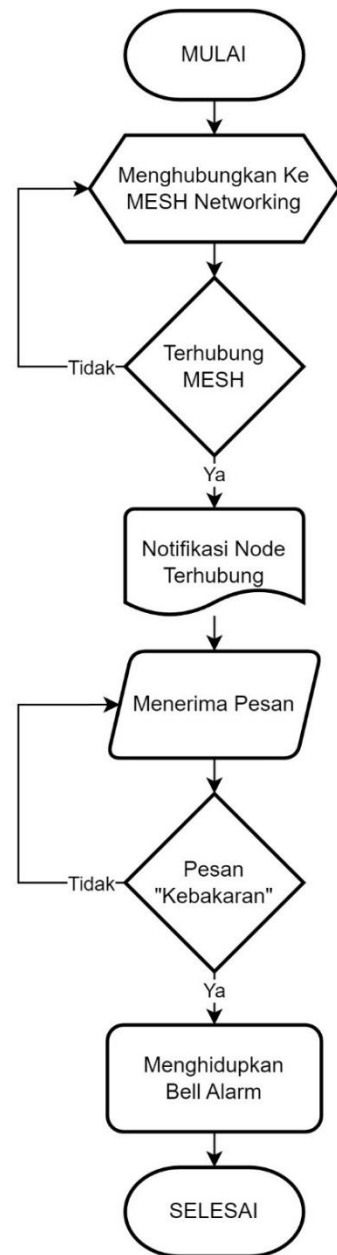 MULAI
Menghubungkan Ke
MESH Networking
Terhubung
MESH
Tidak
Ya
Notifikasi Node
Terhubung
Menerima Pesan
Pesan
"Kebakaran"
Tidak
Ya
Menghidupkan
Bell Alarm
SELESAI